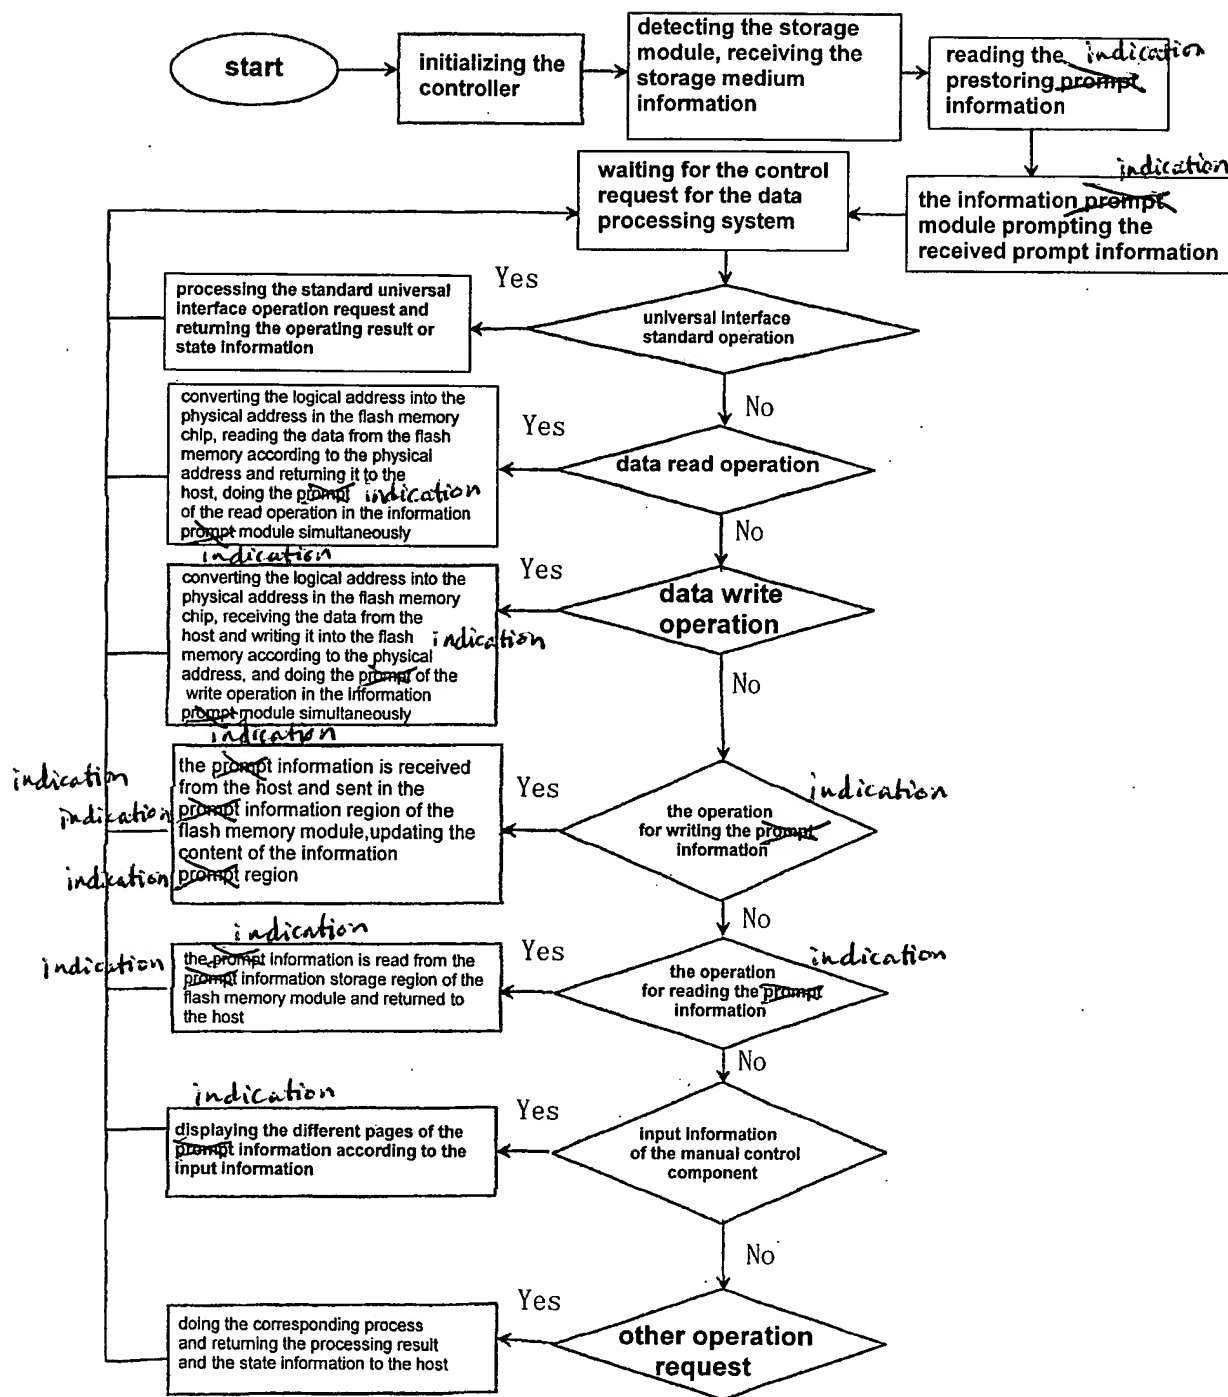 start
initializing the
controller
detecting the storage
module, receiving the
storage medium
information
indication
reading the
prestoring prompt
information
indication
the information prompt
module prompting the
received prompt information
waiting for the control
request for the data
processing system
Yes
processing the standard universal
interface operation request and
returning the operating result or
state information
universal interface
standard operation
No
converting the logical address into the
physical address in the flash memory
chip, reading the data from the flash
memory according to the physical
address and returning it to the
host, doing the prompt indication
of the read operation in the information
prompt module simultaneously
indication
Yes
data read operation
No
converting the logical address into the
physical address in the flash memory
chip, receiving the data from the
host and writing it into the flash
indication
memory according to the physical
address, and doing the prompt of the
write operation in the information
prompt module simultaneously
indication
Yes
data write
operation
No
the prompt information is received
from the host and sent in the
indication
indication prompt information region of the
flash memory module,updating the
content of the information
indication prompt region
Yes
indication
the operation
for writing the prompt
information
No
indication
the prompt information is read from the
indication prompt information storage region of the
flash memory module and returned to
the host
Yes
indication
the operation
for reading the prompt
information
No
indication
displaying the different pages of the
prompt information according to the
input information
Yes
input information
of the manual control
component
No
doing the corresponding process
and returning the processing result
and the state information to the host
Yes
other operation
request